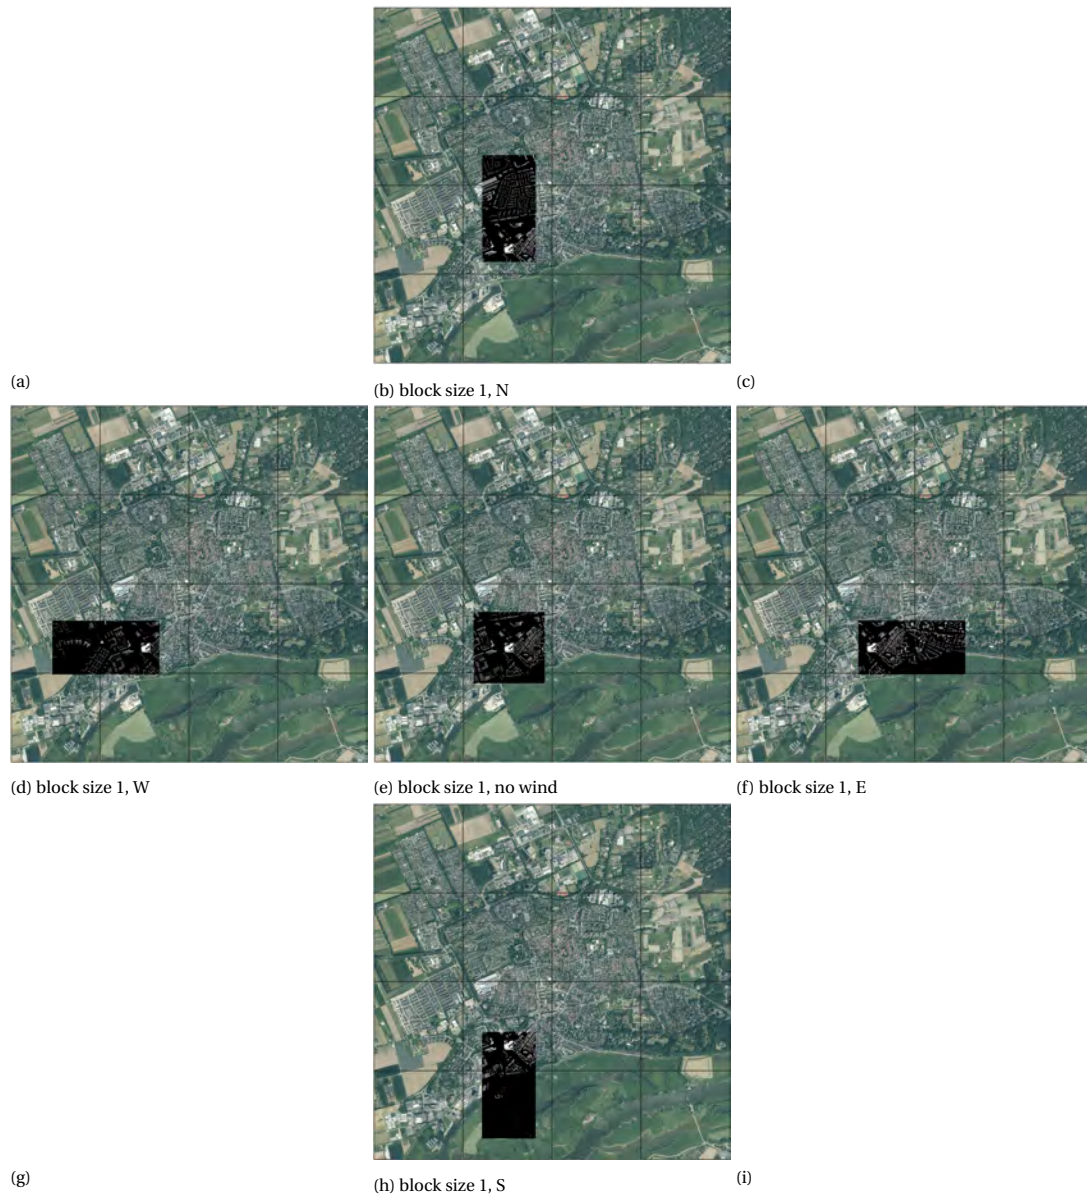 (a)
(b) block size 1, N
(c)
(d) block size 1, W
(e) block size 1, no wind
(f) block size 1, E
(g)
(h) block size 1, S
(i)